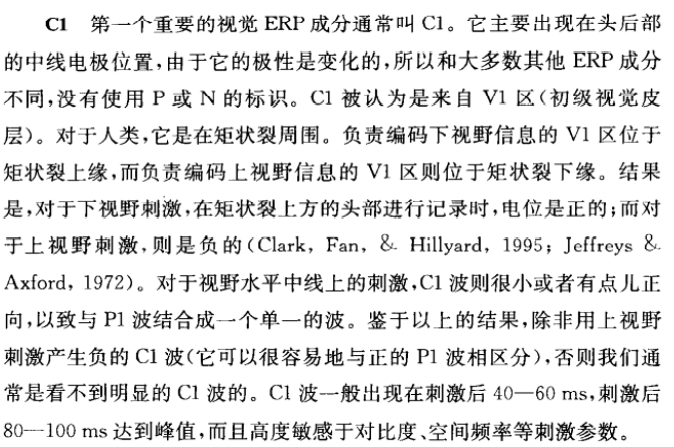 C1 第一个重要的视觉 ERP 成分通常叫 C1。它主要出现在头后部
的中线电极位置,由于它的极性是变化的,所以和大多数其他 ERP 成分
不同,没有使用 P 或 N 的标识。C1 被认为是来自 V1 区(初级视觉皮
层)。对于人类,它是在矩状裂周围。负责编码下视野信息的 V1 区位于
矩状裂上缘,而负责编码上视野信息的 V1 区则位于矩状裂下缘。结果
是,对于下视野刺激,在矩状裂上方的头部进行记录时,电位是正的;而对
于上视野刺激,则是负的(Clark, Fan, & Hillyard, 1995; Jeffreys &
Axford, 1972)。对于视野水平中线上的刺激,C1 波则很小或者有点儿正
向,以致与 P1 波结合成一个单一的波。鉴于以上的结果,除非用上视野
刺激产生负的 C1 波(它可以很容易地与正的 P1 波相区分),否则我们通
常是看不到明显的 C1 波的。C1 波一般出现在刺激后 40—60 ms,刺激后
80—100 ms 达到峰值,而且高度敏感于对比度、空间频率等刺激参数。